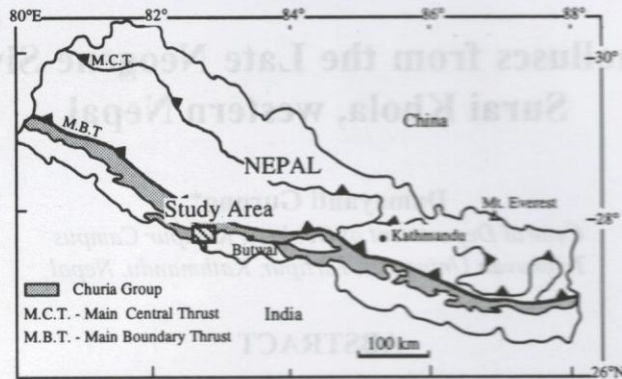 80°E 82° 84° 86° 88°
30°
M.C.T.
China
M.B.T
NEPAL
Mt. Everest
Study Area
28°
Kathmandu
Butwal
Churia Group
M.C.T. - Main Central Thrust
India
M.B.T. - Main Boundary Thrust
100 km
26°N